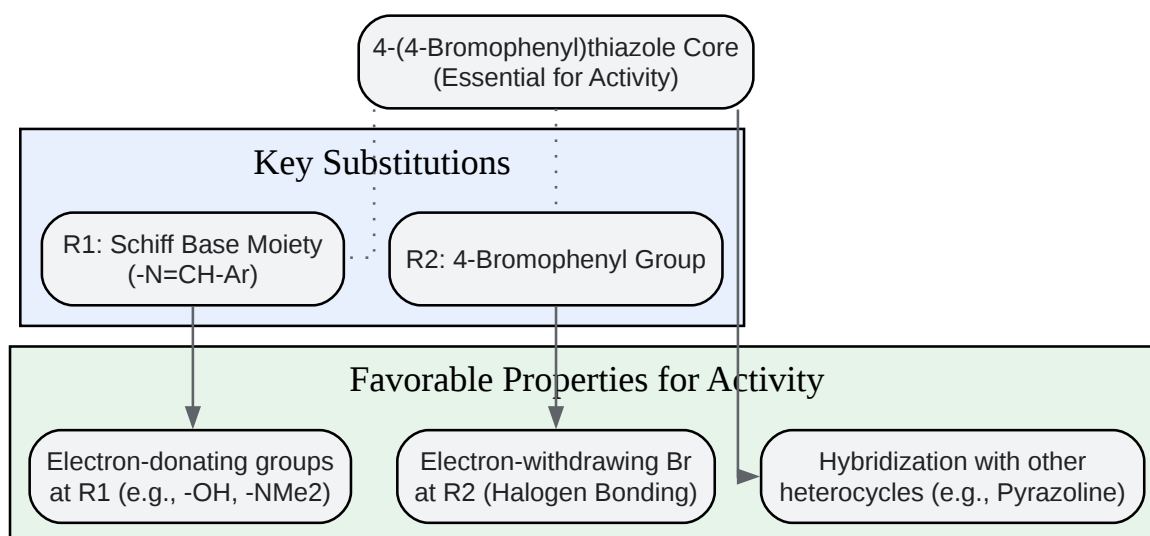 4-(4-Bromophenyl)thiazole Core
(Essential for Activity)
Key Substitutions
R1: Schiff Base Moiety
(-N=CH-Ar)
R2: 4-Bromophenyl Group
Favorable Properties for Activity
Electron-donating groups
at R1 (e.g., -OH, -NMe2)
Electron-withdrawing Br
at R2 (Halogen Bonding)
Hybridization with other
heterocycles (e.g., Pyrazoline)